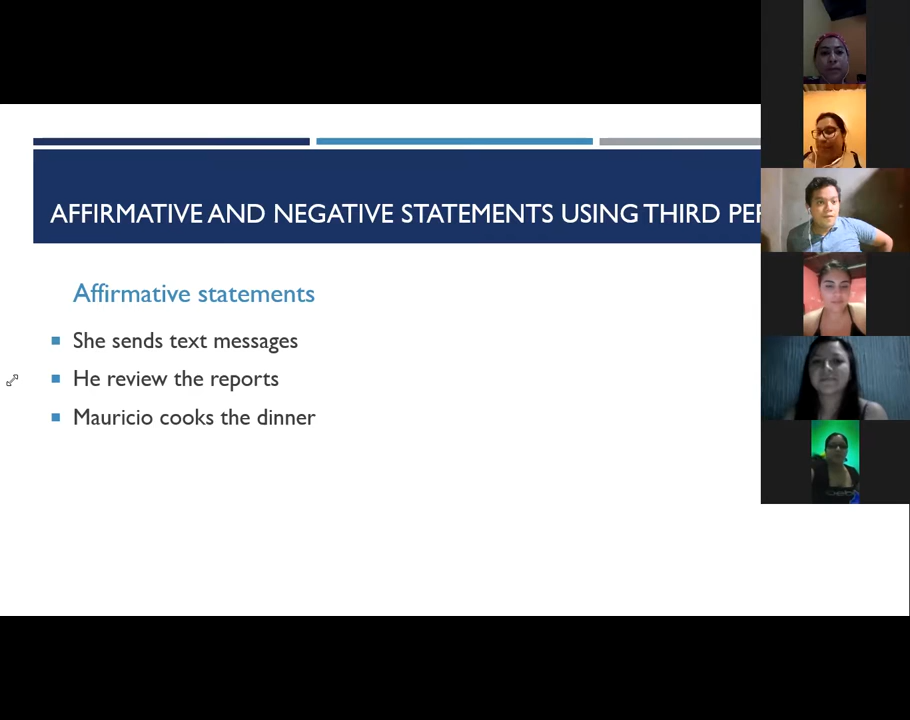 AFFIRMATIVE AND NEGATIVE STATEMENTS USING THIRD PE
Affirmative statements
She sends text messages
He review the reports
Mauricio cooks the dinner